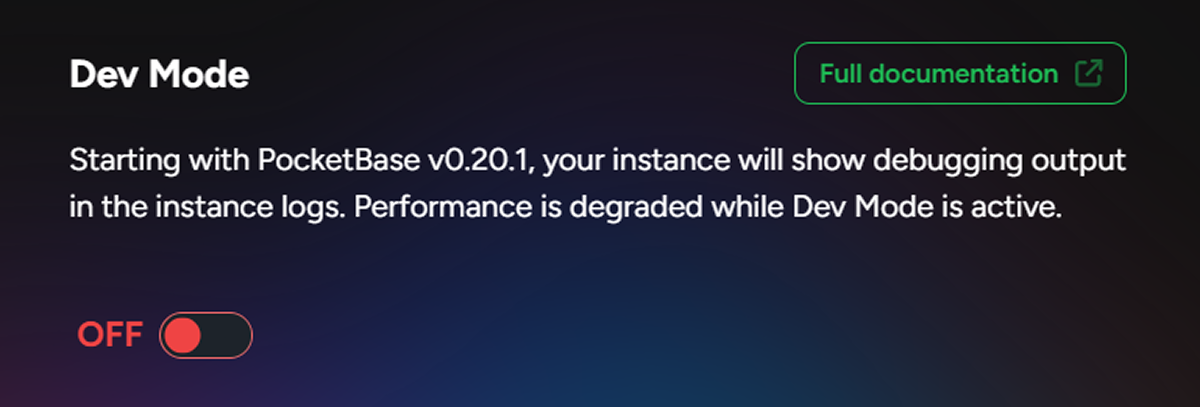 Dev Mode
Full documentation
Starting with PocketBase v0.20.1, your instance will show debugging output
in the instance logs. Performance is degraded while Dev Mode is active.
OFF